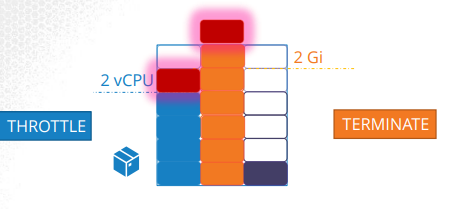 2 Gi
2 vCPU
THROTTLE
TERMINATE